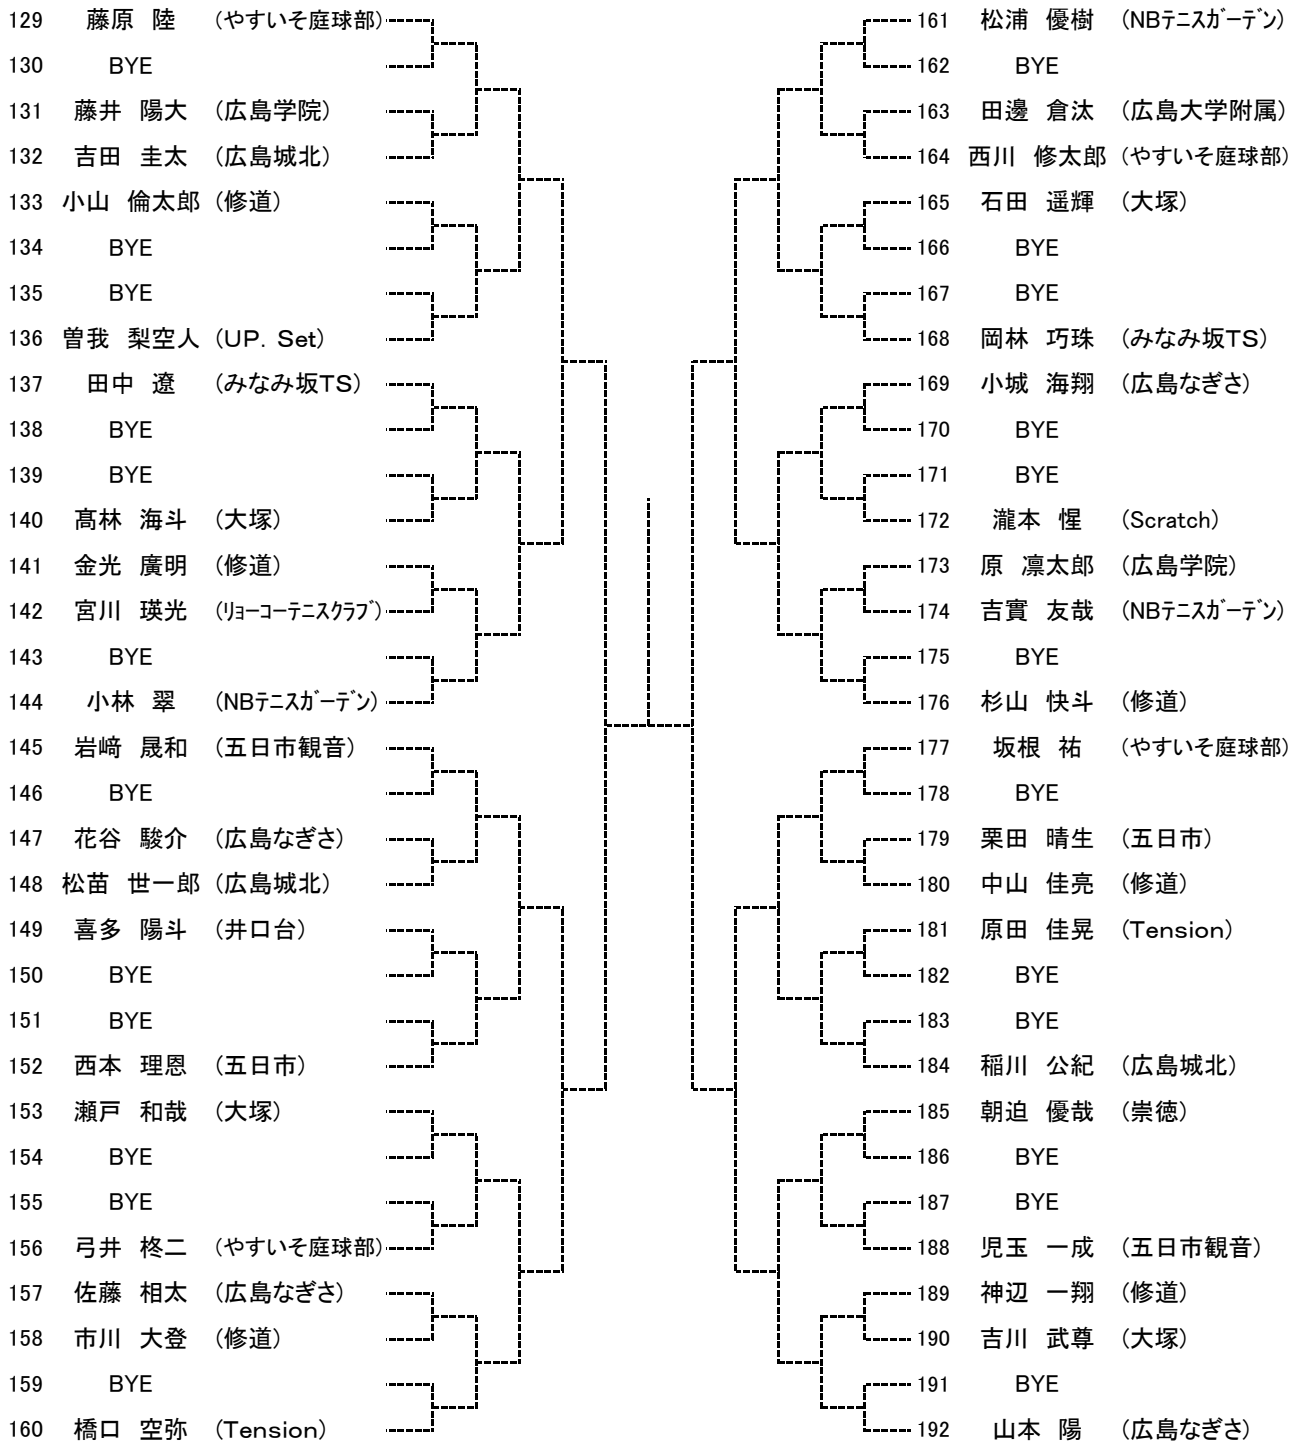 129 藤原 陸 (やすいそ庭球部)
130 BYE
131 藤井 陽大 (広島学院)
132 吉田 圭太 (広島城北)
133 小山 倫太郎 (修道)
134 BYE
135 BYE
136 曽我 梨空人 (UP. Set)
137 田中 遼 (みなみ坂TS)
138 BYE
139 BYE
140 髙林 海斗 (大塚)
141 金光 廣明 (修道)
142 宮川 瑛光 (ﾘｮｰｺｰテニスクラブ)
143 BYE
144 小林 翠 (NBテニスガーデン)
145 岩﨑 晟和 (五日市観音)
146 BYE
147 花谷 駿介 (広島なぎさ)
148 松苗 世一郎 (広島城北)
149 喜多 陽斗 (井口台)
150 BYE
151 BYE
152 西本 理恩 (五日市)
153 瀬戸 和哉 (大塚)
154 BYE
155 BYE
156 弓井 柊二 (やすいそ庭球部)
157 佐藤 相太 (広島なぎさ)
158 市川 大登 (修道)
159 BYE
160 橋口 空弥 (Tension)
161 松浦 優樹 (NBテニスガーデン)
162 BYE
163 田邊 倉汰 (広島大学附属)
164 西川 修太郎 (やすいそ庭球部)
165 石田 遥輝 (大塚)
166 BYE
167 BYE
168 岡林 巧珠 (みなみ坂TS)
169 小城 海翔 (広島なぎさ)
170 BYE
171 BYE
172 瀧本 惺 (Scratch)
173 原 凛太郎 (広島学院)
174 吉實 友哉 (NBテニスガーデン)
175 BYE
176 杉山 快斗 (修道)
177 坂根 祐 (やすいそ庭球部)
178 BYE
179 栗田 晴生 (五日市)
180 中山 佳亮 (修道)
181 原田 佳晃 (Tension)
182 BYE
183 BYE
184 稲川 公紀 (広島城北)
185 朝迫 優哉 (崇徳)
186 BYE
187 BYE
188 児玉 一成 (五日市観音)
189 神辺 一翔 (修道)
190 吉川 武尊 (大塚)
191 BYE
192 山本 陽 (広島なぎさ)